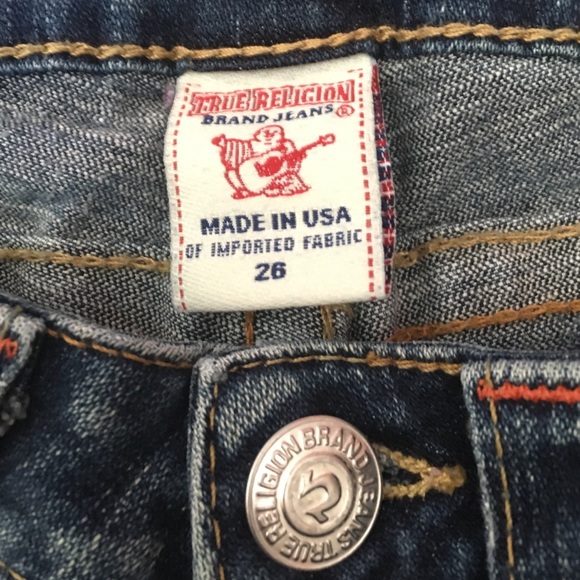 TRUE RELIGION
BRAND JEANS ®
MADE IN USA
OF IMPORTED FABRIC
26
TRUE RELIGION BRAND JEANS